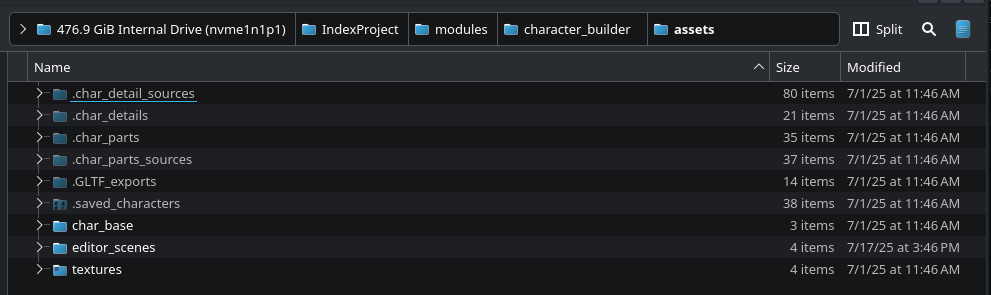 476.9 GiB Internal Drive (nvme1n1p1) IndexProject modules character_builder assets Split
Name Size Modified
.char_detail_sources 80 items 7/1/25 at 11:46 AM
.char_details 21 items 7/1/25 at 11:46 AM
.char_parts 35 items 7/1/25 at 11:46 AM
.char_parts_sources 37 items 7/1/25 at 11:46 AM
.GLTF_exports 14 items 7/1/25 at 11:46 AM
.saved_characters 38 items 7/1/25 at 11:46 AM
char_base 3 items 7/1/25 at 11:46 AM
editor_scenes 4 items 7/17/25 at 3:46 PM
textures 4 items 7/1/25 at 11:46 AM